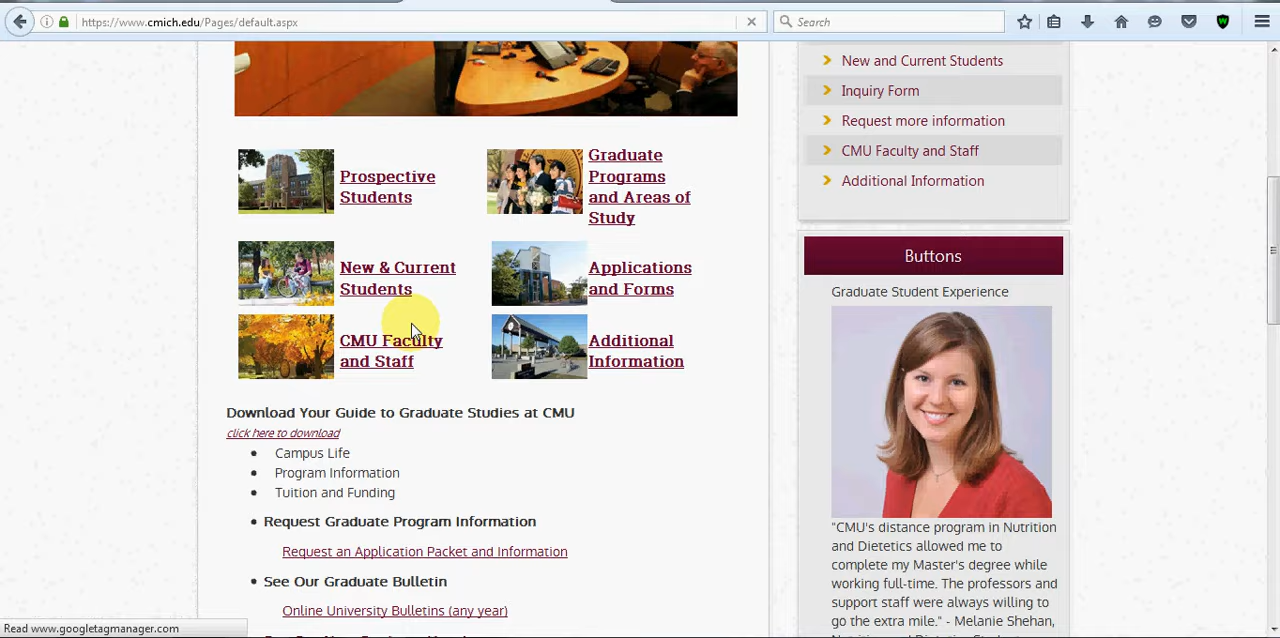 https://www.cmich.edu/Pages/default.aspx
Search
Prospective
Students
Graduate
Programs
and Areas of
Study
New & Current
Students
Applications
and Forms
CMU Faculty
and Staff
Additional
Information
Download Your Guide to Graduate Studies at CMU
click here to download
Campus Life
Program Information
Tuition and Funding
Request Graduate Program Information
Request an Application Packet and Information
See Our Graduate Bulletin
Online University Bulletins (any year)
New and Current Students
Inquiry Form
Request more information
CMU Faculty and Staff
Additional Information
Buttons
Graduate Student Experience
"CMU's distance program in Nutrition
and Dietetics allowed me to
complete my Master's degree while
working full-time. The professors and
support staff were always willing to
go the extra mile." - Melanie Shehan,
Read www.googletagmanager.com